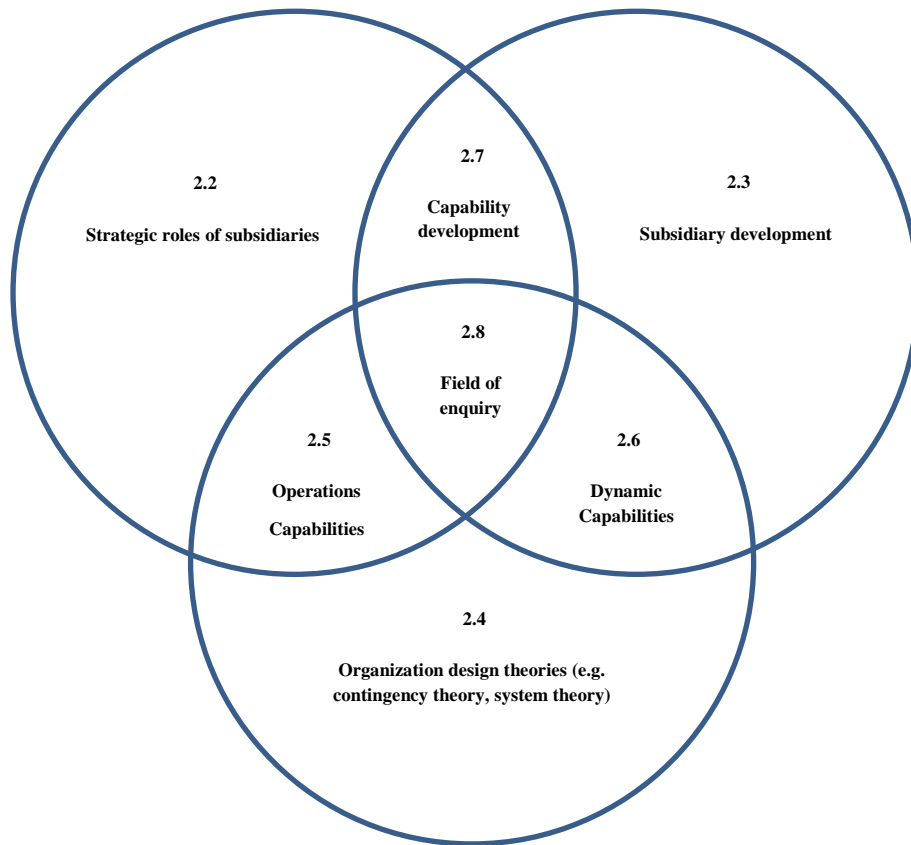 2.2
Strategic roles of subsidiaries
2.7
Capability
development
2.3
Subsidiary development
2.8
Field of
enquiry
2.5
Operations
Capabilities
2.6
Dynamic
Capabilities
2.4
Organization design theories (e.g.
contingency theory, system theory)